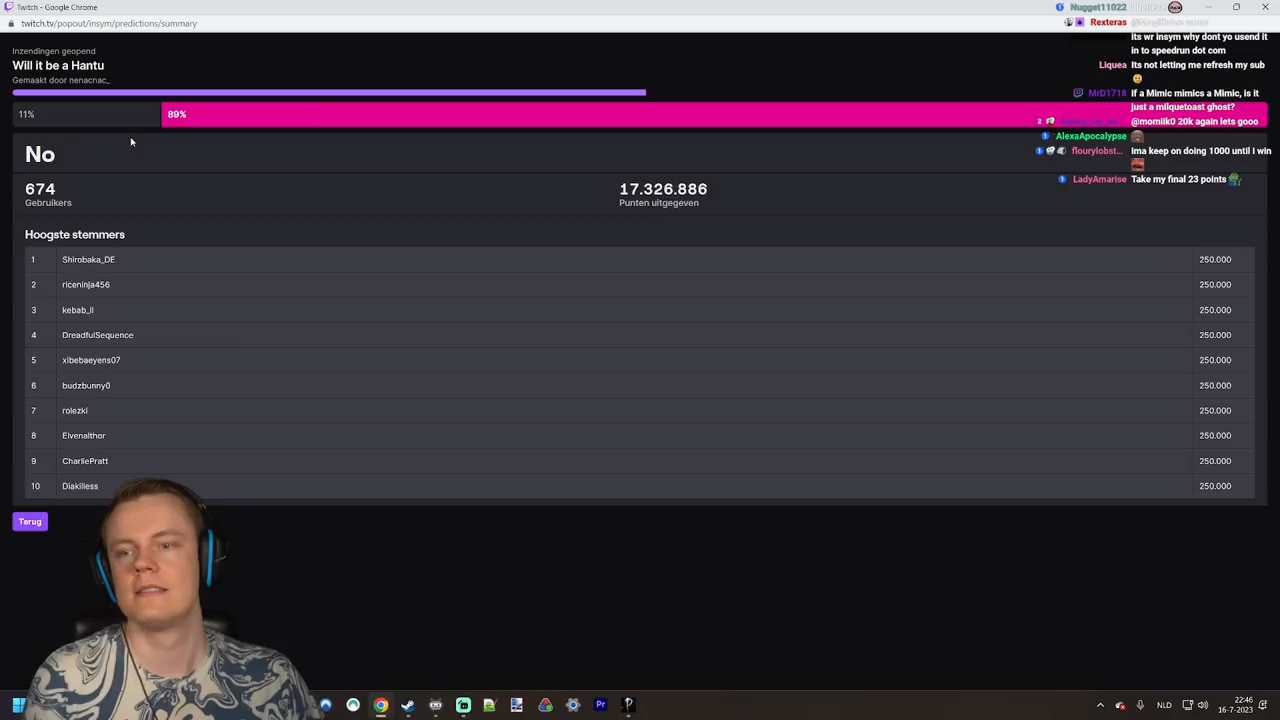 Twitch - Google Chrome
twitch.tv/popout/insym/predictions/summary
Inzendingen geopend
Will it be a Hantu
Gemaakt door nenacnac_
11%
89%
No
674
Gebruikers
17.326.886
Punten uitgegeven
Hoogste stemmers
1 Shirobaka_DE 250.000
2 riceninja456 250.000
3 kebab_ll 250.000
4 DreadfulSequence 250.000
5 xibebaeyens07 250.000
6 budzbunny0 250.000
7 rolezki 250.000
8 Elvenalthor 250.000
9 CharliePratt 250.000
10 Diakilless 250.000
Terug
Nugget11022 I believe
Rexteras
its wr insym why dont yo usend it
in to speedrun dot com
Liquea Its not letting me refresh my sub
MrD1718 if a Mimic mimics a Mimic, is it
just a milquetoast ghost?
@momlik0 20k again lets gooo
AlexaApocalypse
flourylobst... ima keep on doing 1000 until i win
LadyAmarise Take my final 23 points
Pr
NLD
22:46
16-7-2023